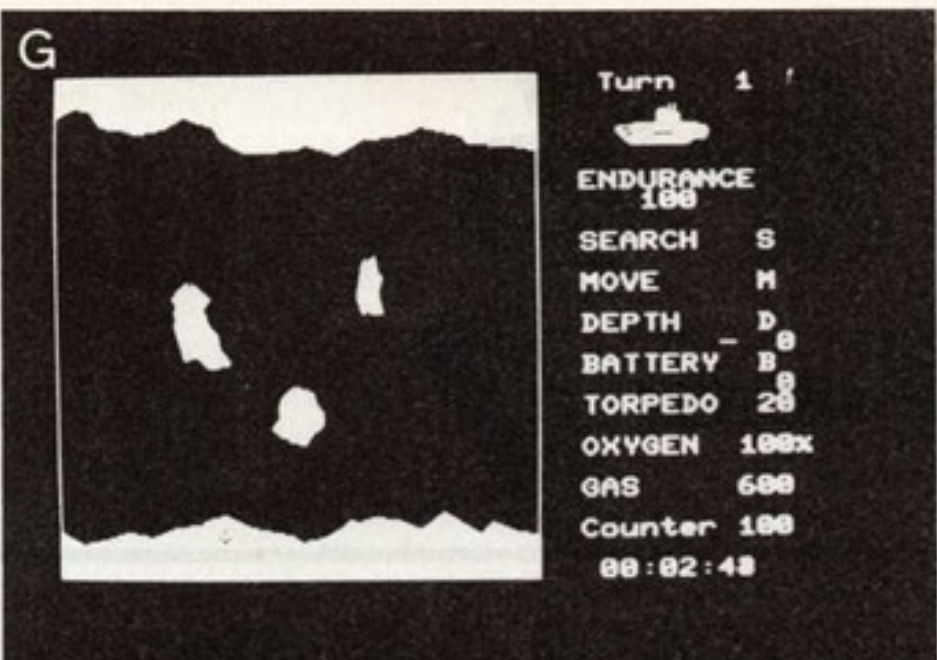 G
Turn 1
ENDURANCE
100
SEARCH S
MOVE M
DEPTH D
- 0
BATTERY B
0
TORPEDO 20
OXYGEN 100%
GAS 600
Counter 100
00:02:43